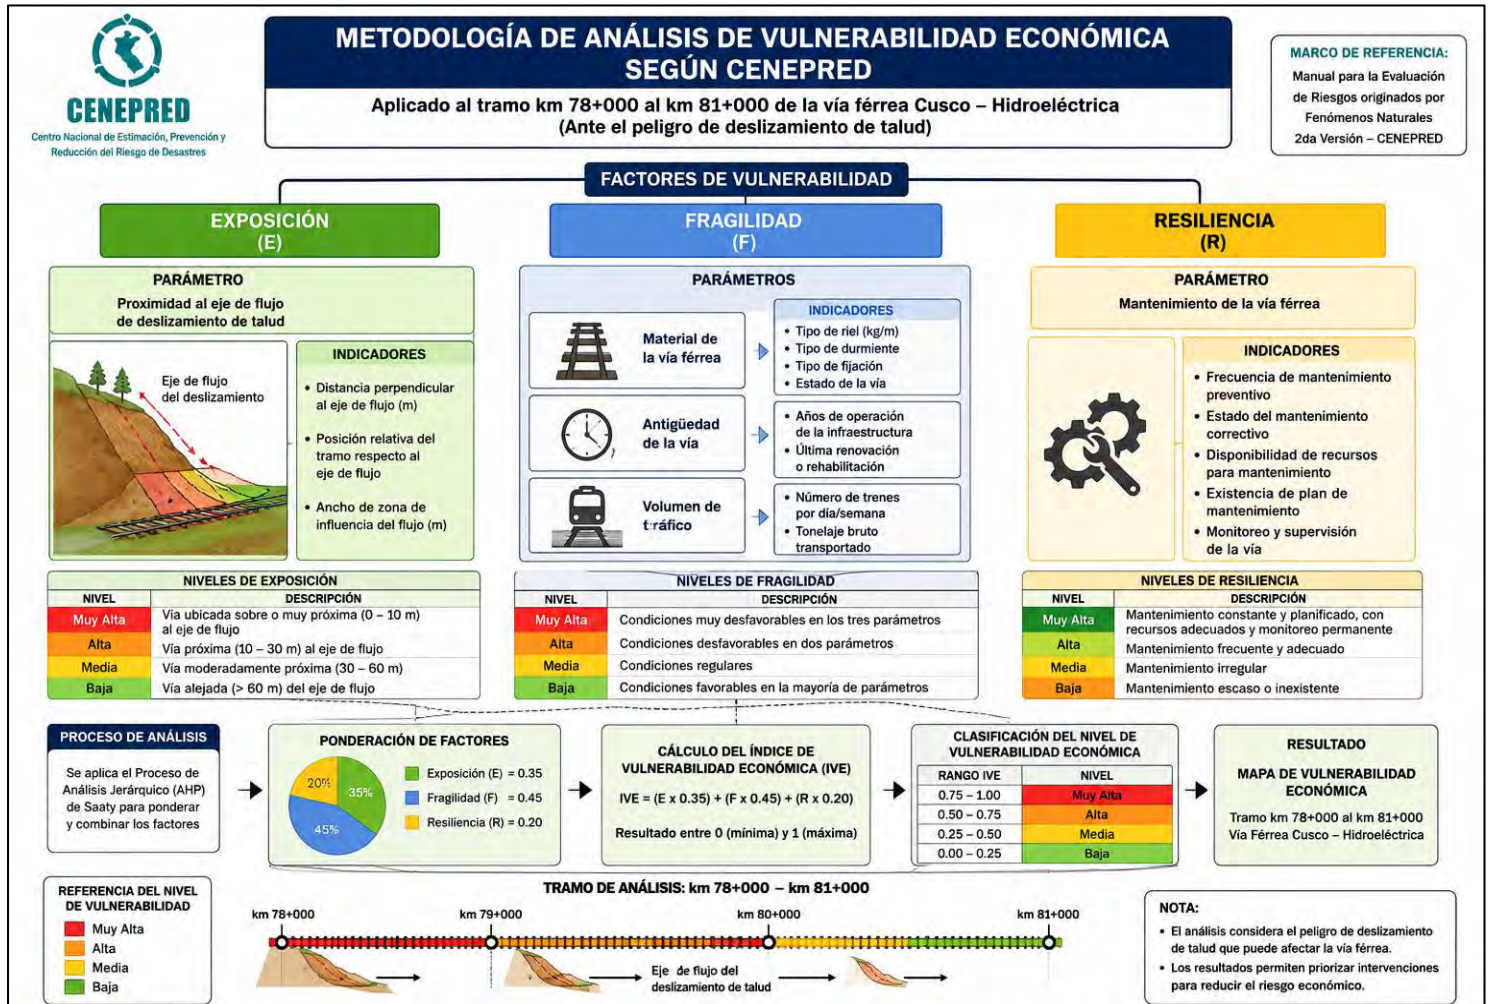 CENEPRED
Centro Nacional de Estimación, Prevención y
Reducción del Riesgo de Desastres
METODOLOGÍA DE ANÁLISIS DE VULNERABILIDAD ECONÓMICA
SEGÚN CENEPRED
Aplicado al tramo km 78+000 al km 81+000 de la vía férrea Cusco – Hidroeléctrica
(Ante el peligro de deslizamiento de talud)
MARCO DE REFERENCIA:
Manual para la Evaluación
de Riesgos originados por
Fenómenos Naturales
2da Versión – CENEPRED
FACTORES DE VULNERABILIDAD
EXPOSICIÓN
(E)
PARÁMETRO
Proximidad al eje de flujo
de deslizamiento de talud
Eje de flujo
del deslizamiento
INDICADORES
• Distancia perpendicular
al eje de flujo (m)
• Posición relativa del
tramo respecto al
eje de flujo
• Ancho de zona de
influencia del flujo (m)
NIVELES DE EXPOSICIÓN
NIVEL DESCRIPCIÓN
Muy Alta Vía ubicada sobre o muy próxima (0 – 10 m)
al eje de flujo
Alta Vía próxima (10 – 30 m) al eje de flujo
Media Vía moderadamente próxima (30 – 60 m)
Baja Vía alejada (> 60 m) del eje de flujo
FRAGILIDAD
(F)
PARÁMETROS
Material de
la vía férrea
INDICADORES
• Tipo de riel (kg/m)
• Tipo de durmiente
• Tipo de fijación
• Estado de la vía
Antigüedad
de la vía
• Años de operación
de la infraestructura
• Última renovación
o rehabilitación
Volumen de
tráfico
• Número de trenes
por día/semana
• Tonelaje bruto
transportado
NIVELES DE FRAGILIDAD
NIVEL DESCRIPCIÓN
Muy Alta Condiciones muy desfavorables en los tres parámetros
Alta Condiciones desfavorables en dos parámetros
Media Condiciones regulares
Baja Condiciones favorables en la mayoría de parámetros
RESILIENCIA
(R)
PARÁMETRO
Mantenimiento de la vía férrea
INDICADORES
• Frecuencia de mantenimiento
preventivo
• Estado del mantenimiento
correctivo
• Disponibilidad de recursos
para mantenimiento
• Existencia de plan de
mantenimiento
• Monitoreo y supervisión
de la vía
NIVELES DE RESILIENCIA
NIVEL DESCRIPCIÓN
Muy Alta Mantenimiento constante y planificado, con
recursos adecuados y monitoreo permanente
Alta Mantenimiento frecuente y adecuado
Media Mantenimiento irregular
Baja Mantenimiento escaso o inexistente
PROCESO DE ANÁLISIS
Se aplica el Proceso de
Análisis Jerárquico (AHP)
de Saaty para ponderar
y combinar los factores
PONDERACIÓN DE FACTORES
20%
35%
45%
Exposición (E) = 0.35
Fragilidad (F) = 0.45
Resiliencia (R) = 0.20
CÁLCULO DEL ÍNDICE DE
VULNERABILIDAD ECONÓMICA (IVE)
IVE = (E x 0.35) + (F x 0.45) + (R x 0.20)
Resultado entre 0 (mínima) y 1 (máxima)
CLASIFICACIÓN DEL NIVEL DE
VULNERABILIDAD ECONÓMICA
RANGO IVE NIVEL
0.75 – 1.00 Muy Alta
0.50 – 0.75 Alta
0.25 – 0.50 Media
0.00 – 0.25 Baja
RESULTADO
MAPA DE VULNERABILIDAD
ECONÓMICA
Tramo km 78+000 al km 81+000
Vía Férrea Cusco – Hidroeléctrica
REFERENCIA DEL NIVEL
DE VULNERABILIDAD
Muy Alta
Alta
Media
Baja
TRAMO DE ANÁLISIS: km 78+000 – km 81+000
km 78+000 km 79+000 km 80+000 km 81+000
Eje de flujo del
deslizamiento de talud
NOTA:
• El análisis considera el peligro de deslizamiento
de talud que puede afectar la vía férrea.
• Los resultados permiten priorizar intervenciones
para reducir el riesgo económico.